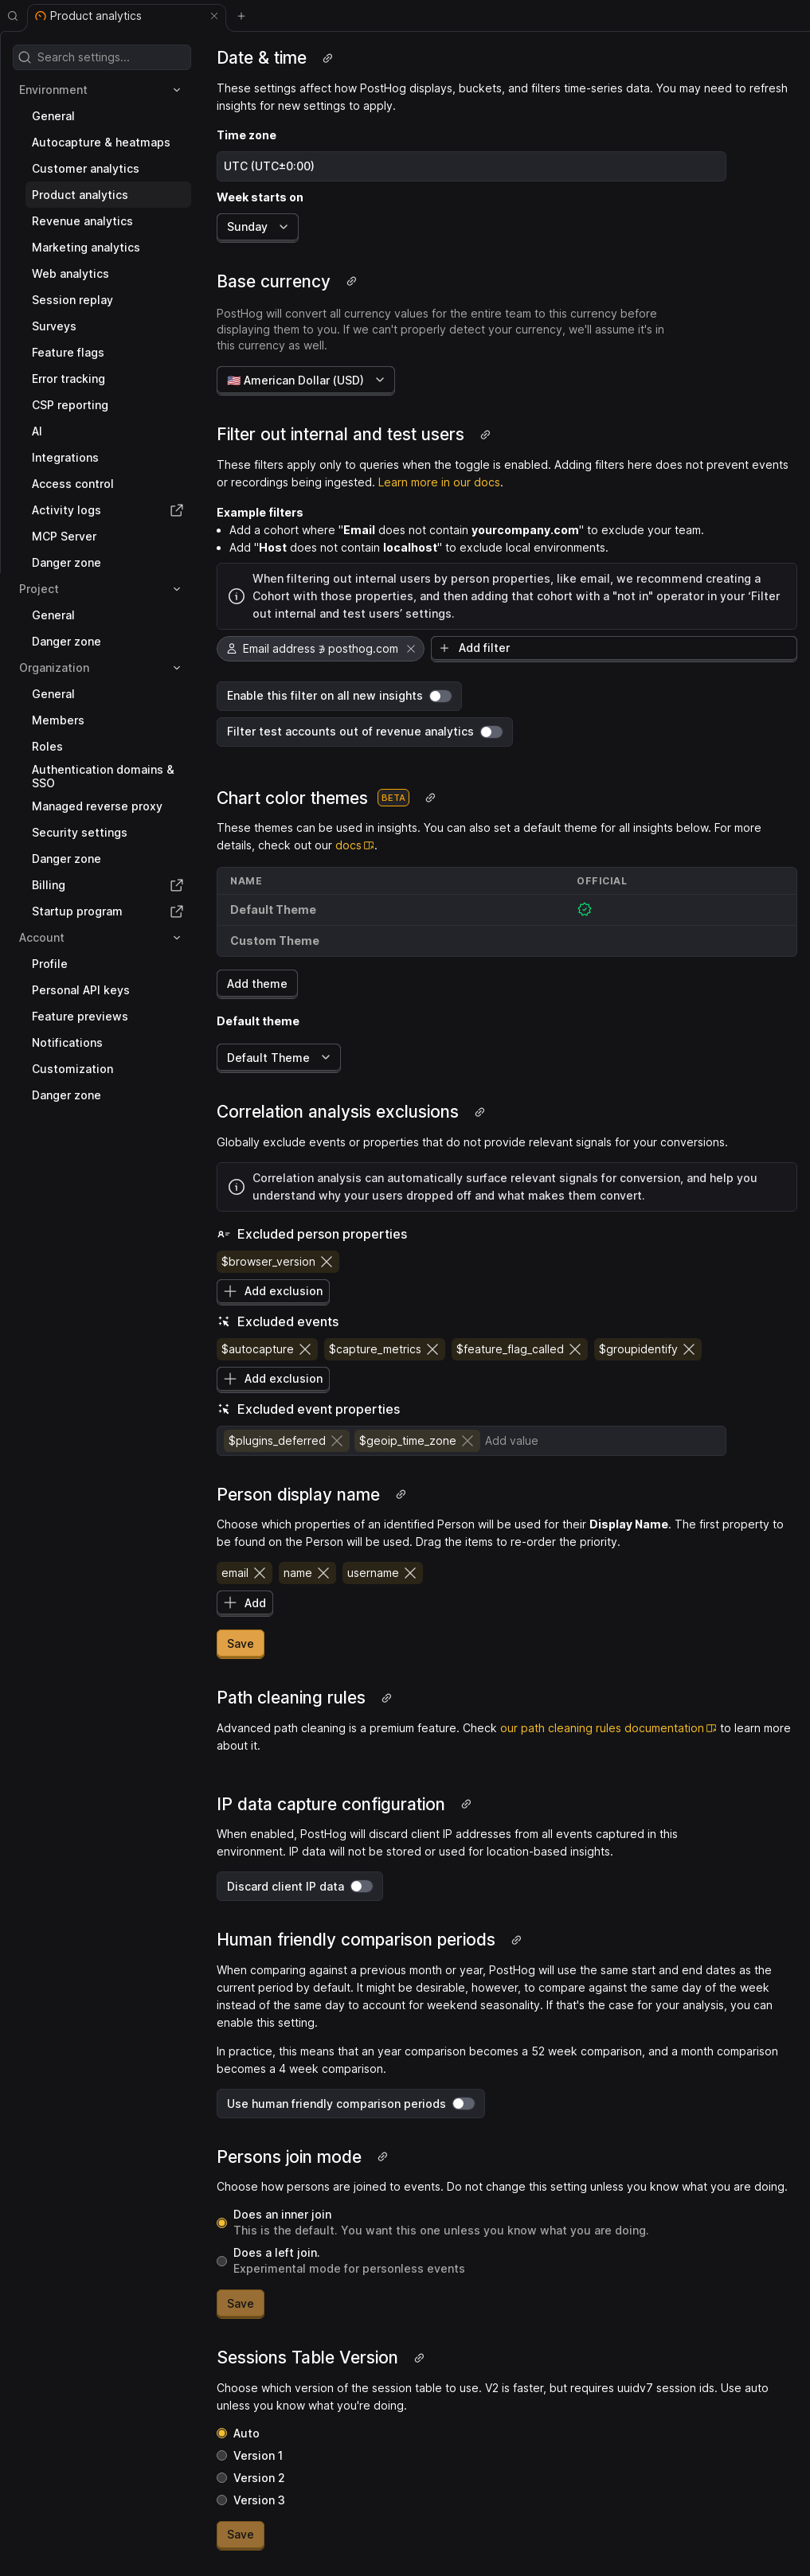 Product analytics
Search settings...
Environment
General
Autocapture & heatmaps
Customer analytics
Product analytics
Revenue analytics
Marketing analytics
Web analytics
Session replay
Surveys
Feature flags
Error tracking
CSP reporting
AI
Integrations
Access control
Activity logs
MCP Server
Danger zone
Project
General
Danger zone
Organization
General
Members
Roles
Authentication domains &
SSO
Managed reverse proxy
Security settings
Danger zone
Billing
Startup program
Account
Profile
Personal API keys
Feature previews
Notifications
Customization
Danger zone
Date & time
These settings affect how PostHog displays, buckets, and filters time-series data. You may need to refresh
insights for new settings to apply.
Time zone
UTC (UTC±0:00)
Week starts on
Sunday
Base currency
PostHog will convert all currency values for the entire team to this currency before
displaying them to you. If we can't properly detect your currency, we'll assume it's in
this currency as well.
🇺🇸 American Dollar (USD)
Filter out internal and test users
These filters apply only to queries when the toggle is enabled. Adding filters here does not prevent events
or recordings being ingested. Learn more in our docs.
Example filters
• Add a cohort where "Email does not contain yourcompany.com" to exclude your team.
• Add "Host does not contain localhost" to exclude local environments.
When filtering out internal users by person properties, like email, we recommend creating a
Cohort with those properties, and then adding that cohort with a "not in" operator in your ‘Filter
out internal and test users’ settings.
Email address ∌ posthog.com
Add filter
Enable this filter on all new insights
Filter test accounts out of revenue analytics
Chart color themes BETA
These themes can be used in insights. You can also set a default theme for all insights below. For more
details, check out our docs.
NAME OFFICIAL
Default Theme
Custom Theme
Add theme
Default theme
Default Theme
Correlation analysis exclusions
Globally exclude events or properties that do not provide relevant signals for your conversions.
Correlation analysis can automatically surface relevant signals for conversion, and help you
understand why your users dropped off and what makes them convert.
Excluded person properties
$browser_version
Add exclusion
Excluded events
$autocapture $capture_metrics $feature_flag_called $groupidentify
Add exclusion
Excluded event properties
$plugins_deferred $geoip_time_zone Add value
Person display name
Choose which properties of an identified Person will be used for their Display Name. The first property to
be found on the Person will be used. Drag the items to re-order the priority.
email name username
Add
Save
Path cleaning rules
Advanced path cleaning is a premium feature. Check our path cleaning rules documentation to learn more
about it.
IP data capture configuration
When enabled, PostHog will discard client IP addresses from all events captured in this
environment. IP data will not be stored or used for location-based insights.
Discard client IP data
Human friendly comparison periods
When comparing against a previous month or year, PostHog will use the same start and end dates as the
current period by default. It might be desirable, however, to compare against the same day of the week
instead of the same day to account for weekend seasonality. If that's the case for your analysis, you can
enable this setting.
In practice, this means that an year comparison becomes a 52 week comparison, and a month comparison
becomes a 4 week comparison.
Use human friendly comparison periods
Persons join mode
Choose how persons are joined to events. Do not change this setting unless you know what you are doing.
Does an inner join
This is the default. You want this one unless you know what you are doing.
Does a left join.
Experimental mode for personless events
Save
Sessions Table Version
Choose which version of the session table to use. V2 is faster, but requires uuidv7 session ids. Use auto
unless you know what you're doing.
Auto
Version 1
Version 2
Version 3
Save